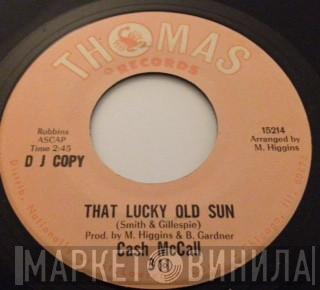 THOMAS
RECORDS
Robbins
ASCAP
Time 2:45
D J COPY
15214
Arranged by
M. Higgins
THAT LUCKY OLD SUN
(Smith & Gillespie)
Prod. by M. Higgins & B. Gardner
Cash McCall
МАРКЕТ ВИНИЛА